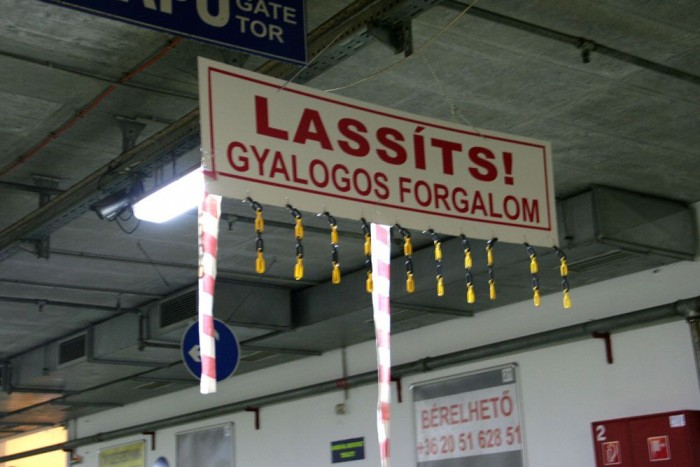 GATE
TOR
LASSÍTS!
GYALOGOS FORGALOM
BÉRELHETŐ
+36 20 51 628 51
2